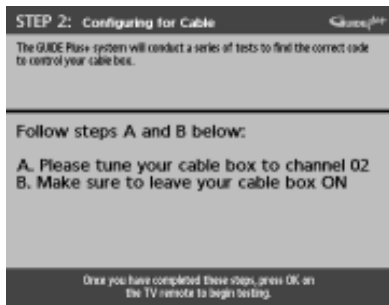 STEP 2: Configuring for Cable
GUIDE Plus+
The GUIDE Plus+ system will conduct a series of tests to find the correct code
to control your cable box.
Follow steps A and B below:
A. Please tune your cable box to channel 02
B. Make sure to leave your cable box ON
Once you have completed these steps, press OK on
the TV remote to begin testing.